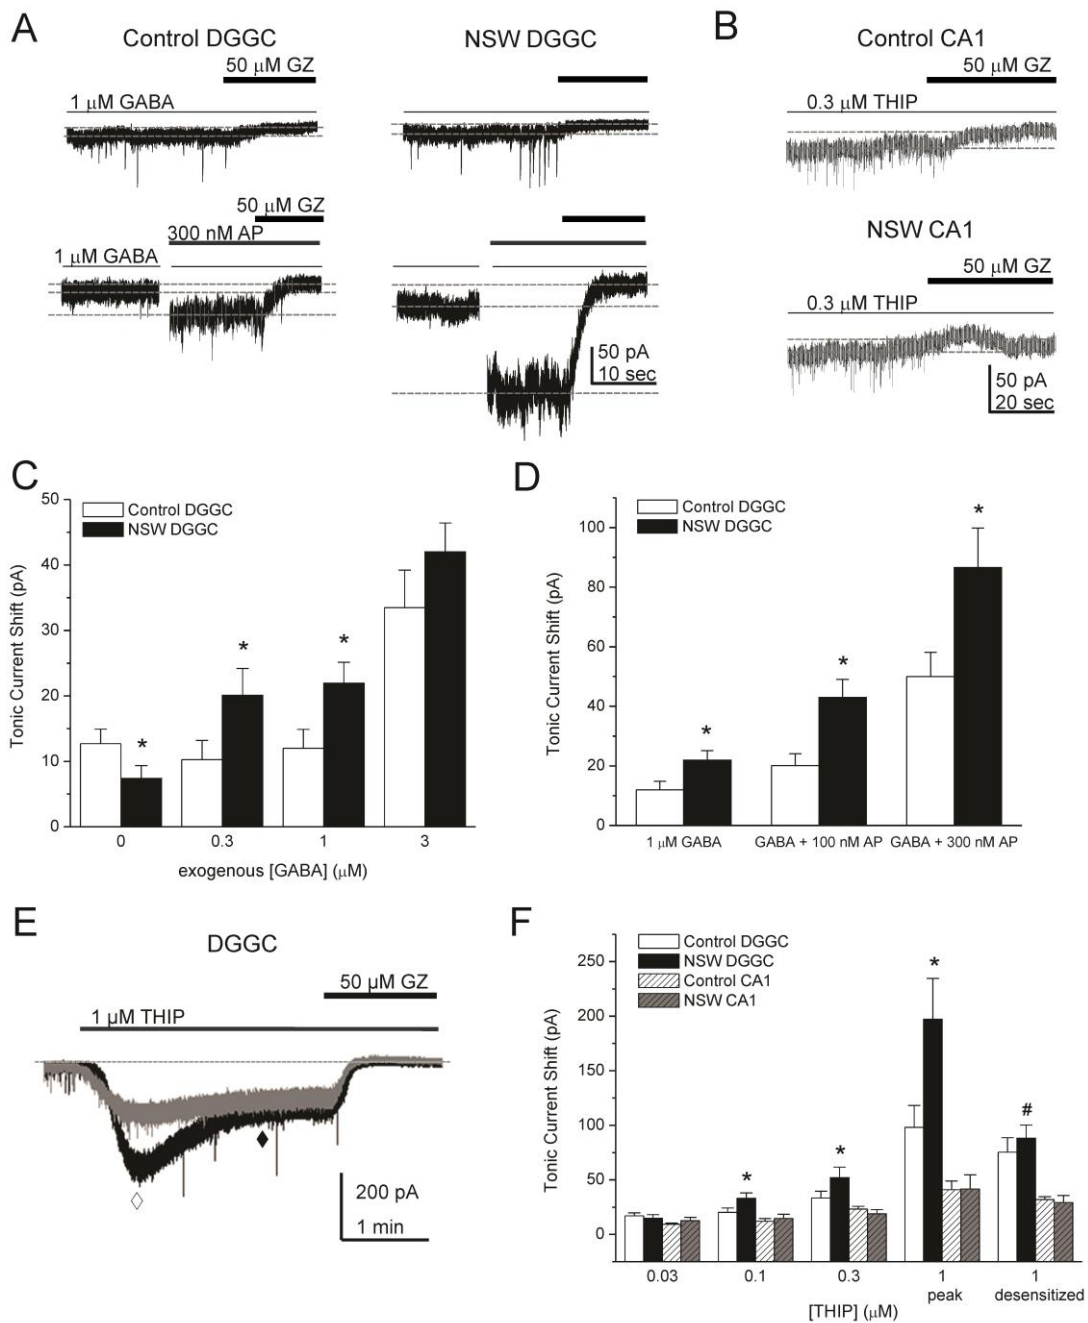 A
Control DGGC
50 µM GZ
1 µM GABA
NSW DGGC
50 µM GZ
300 nM AP
1 µM GABA
50 pA
10 sec
B
Control CA1
50 µM GZ
0.3 µM THIP
NSW CA1
50 µM GZ
0.3 µM THIP
50 pA
20 sec
C
Control DGGC
NSW DGGC
Tonic Current Shift (pA)
50
40
30
20
10
0
*
*
*
0 0.3 1 3
exogenous [GABA] (µM)
D
Control DGGC
NSW DGGC
Tonic Current Shift (pA)
100
80
60
40
20
0
*
*
*
1 µM GABA GABA + 100 nM AP GABA + 300 nM AP
E
DGGC
50 µM GZ
1 µM THIP
200 pA
1 min
F
Control DGGC
NSW DGGC
Control CA1
NSW CA1
Tonic Current Shift (pA)
250
200
150
100
50
0
*
*
*
#
0.03 0.1 0.3 1 1
peak desensitized
[THIP] (µM)